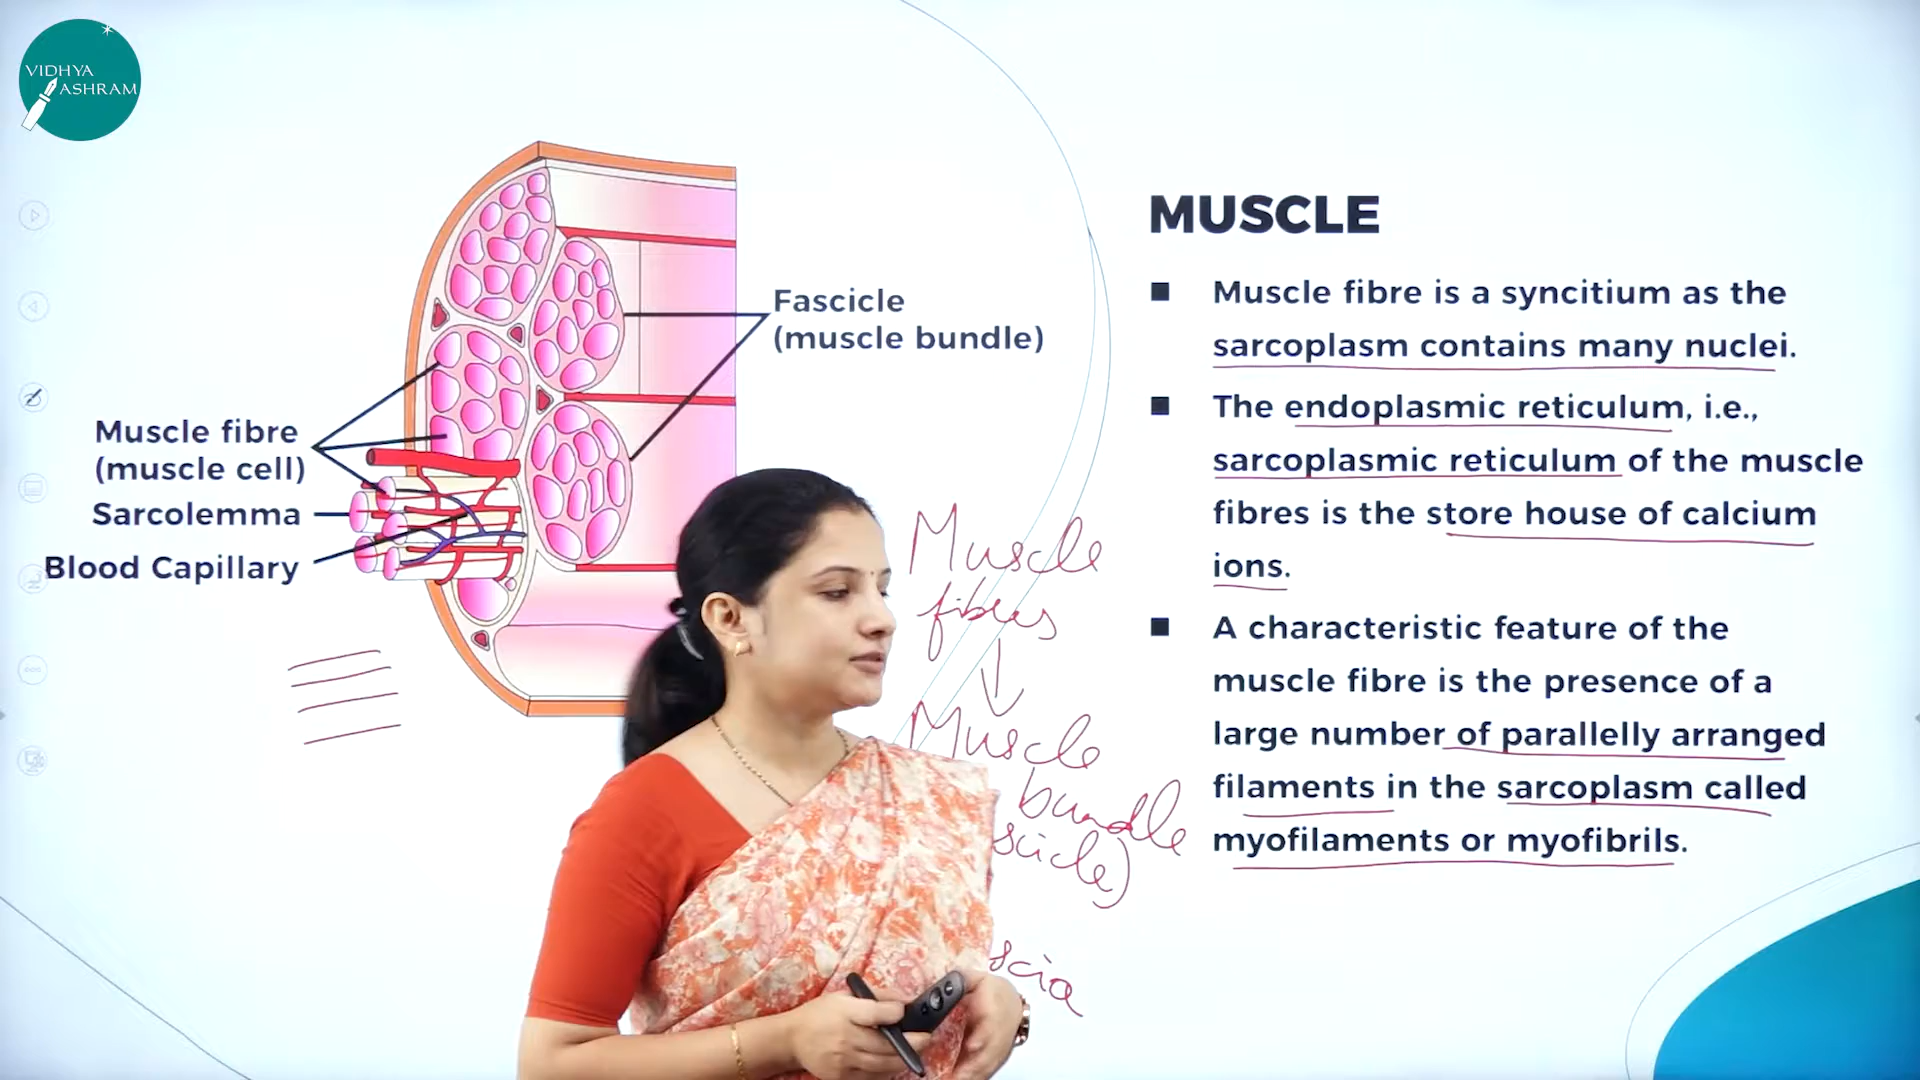 VIDHYA
ASHRAM
MUSCLE
Muscle fibre is a syncitium as the
sarcoplasm contains many nuclei.
The endoplasmic reticulum, i.e.,
sarcoplasmic reticulum of the muscle
fibres is the store house of calcium
ions.
A characteristic feature of the
muscle fibre is the presence of a
large number of parallelly arranged
filaments in the sarcoplasm called
myofilaments or myofibrils.
Fascicle
(muscle bundle)
Muscle fibre
(muscle cell)
Sarcolemma
Blood Capillary
Muscle
fibres
Muscle
bundle
scicle)
scia